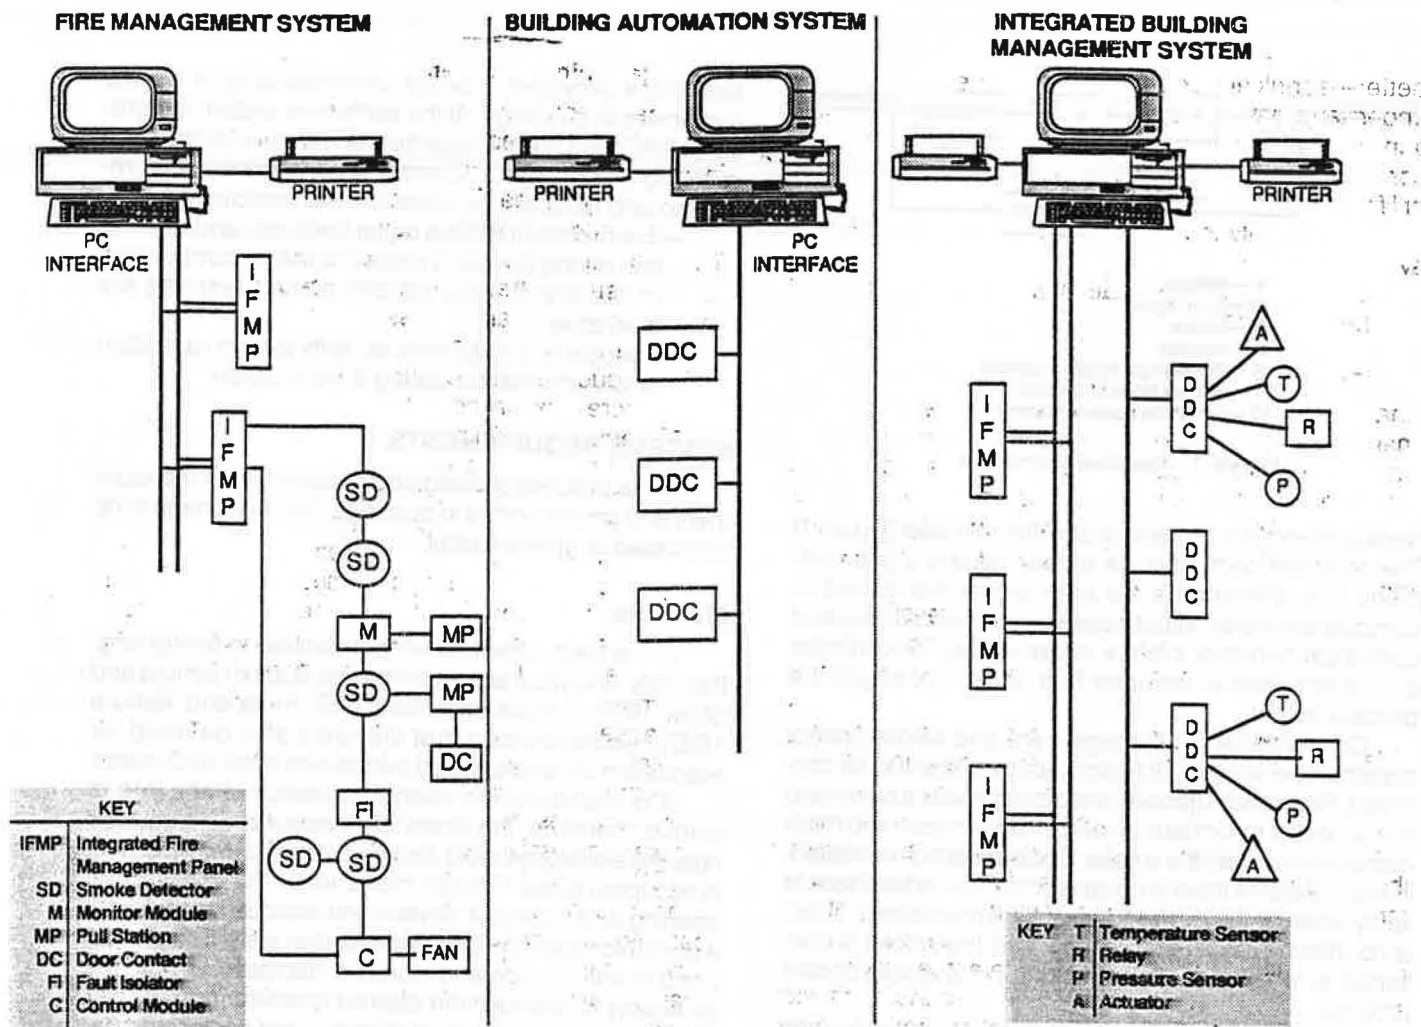 FIRE MANAGEMENT SYSTEM
PRINTER
PC
INTERFACE
IFMP
IFMP
SD
SD
M
MP
SD
MP
DC
FI
SD
SD
C
FAN
KEY
IFMP Integrated Fire
Management Panel
SD Smoke Detector
M Monitor Module
MP Pull Station
DC Door Contact
FI Fault Isolator
C Control Module
BUILDING AUTOMATION SYSTEM
PRINTER
PC
INTERFACE
DDC
DDC
DDC
INTEGRATED BUILDING
MANAGEMENT SYSTEM
PRINTER
IFMP
IFMP
IFMP
DDC
A
T
R
P
DDC
DDC
T
R
P
A
KEY T Temperature Sensor
R Relay
P Pressure Sensor
A Actuator